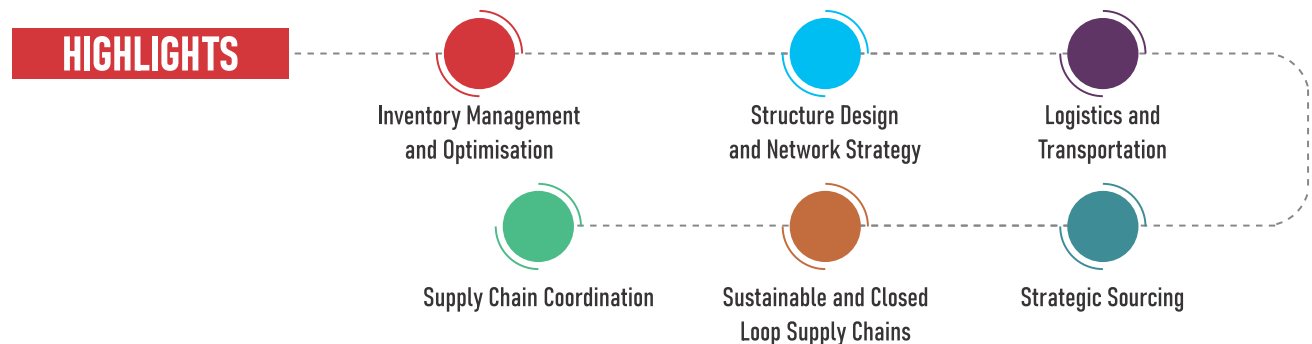 HIGHLIGHTS
Inventory Management
and Optimisation
Structure Design
and Network Strategy
Logistics and
Transportation
Supply Chain Coordination
Sustainable and Closed
Loop Supply Chains
Strategic Sourcing